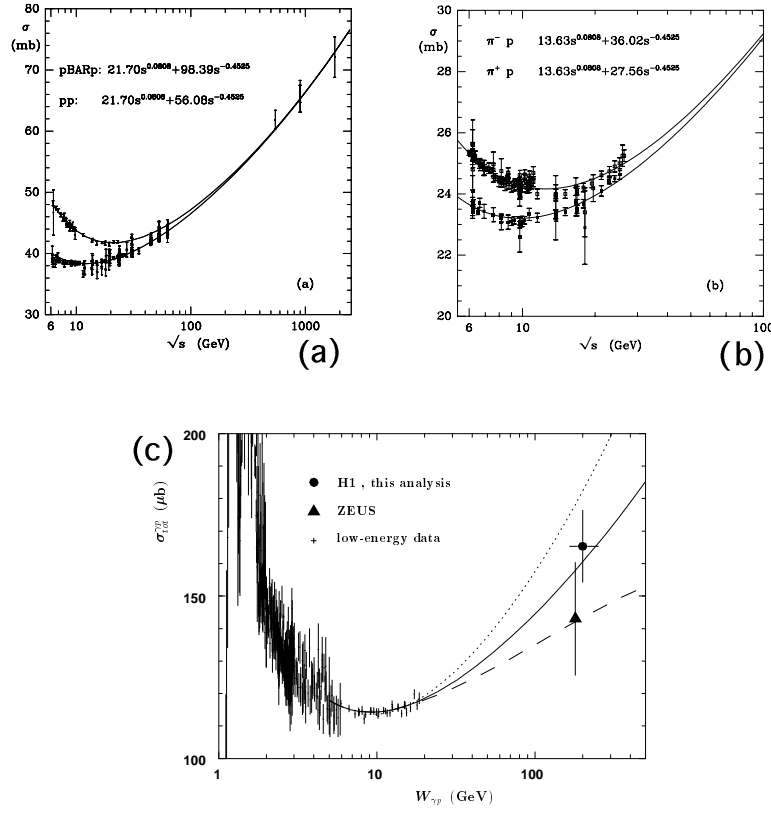 80
σ
(mb)
70
60
50
40
30
pBARp: 21.70s^0.0808+98.39s^-0.4525
pp: 21.70s^0.0808+56.08s^-0.4525
(a)
6 10 100 1000
√s (GeV)
(a)
30
σ
(mb)
28
26
24
22
20
π⁻ p 13.63s^0.0808+36.02s^-0.4525
π⁺ p 13.63s^0.0808+27.56s^-0.4525
(b)
6 10 100
√s (GeV)
(b)
(c)
200
150
100
σ_tot^γp (μb)
H1 , this analysis
ZEUS
low-energy data
1 10 100
W_γp (GeV)